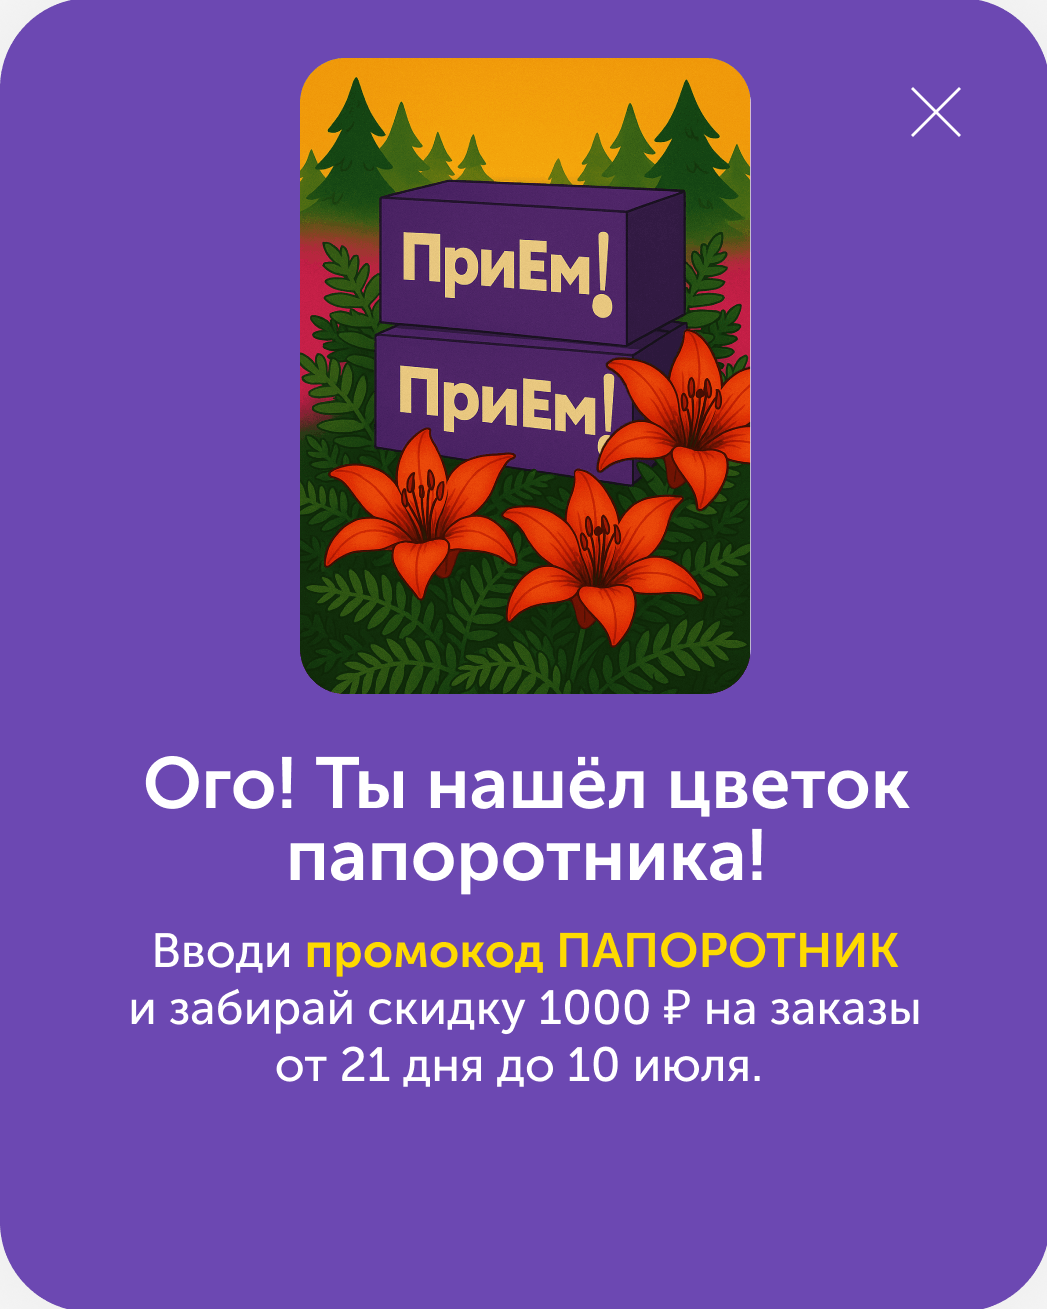 ПриЕм!
ПриЕм!
Ого! Ты нашёл цветок
папоротника!
Вводи промокод ПАПОРОТНИК
и забирай скидку 1000 ₽ на заказы
от 21 дня до 10 июля.